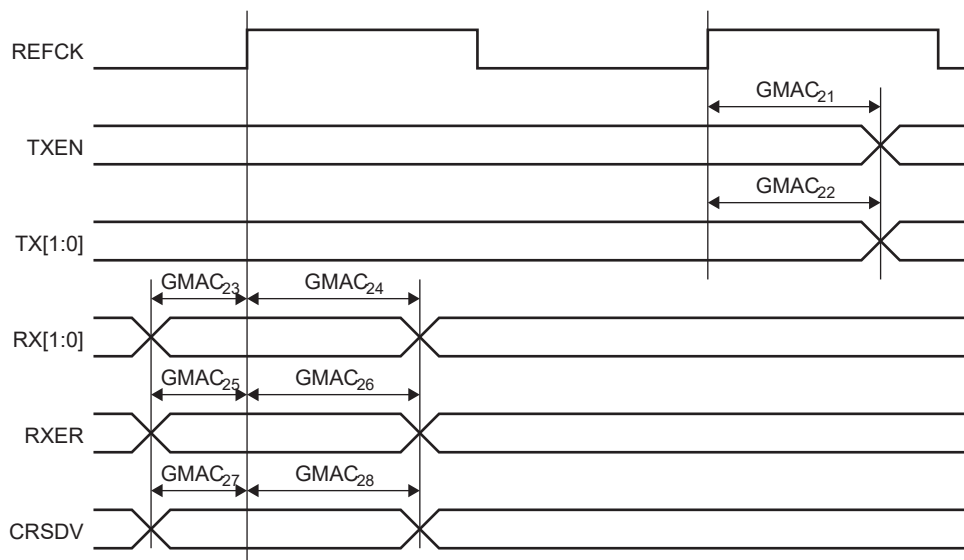 REFCK
GMAC21
TXEN
GMAC22
TX[1:0]
GMAC23 GMAC24
RX[1:0]
GMAC25 GMAC26
RXER
GMAC27 GMAC28
CRSDV